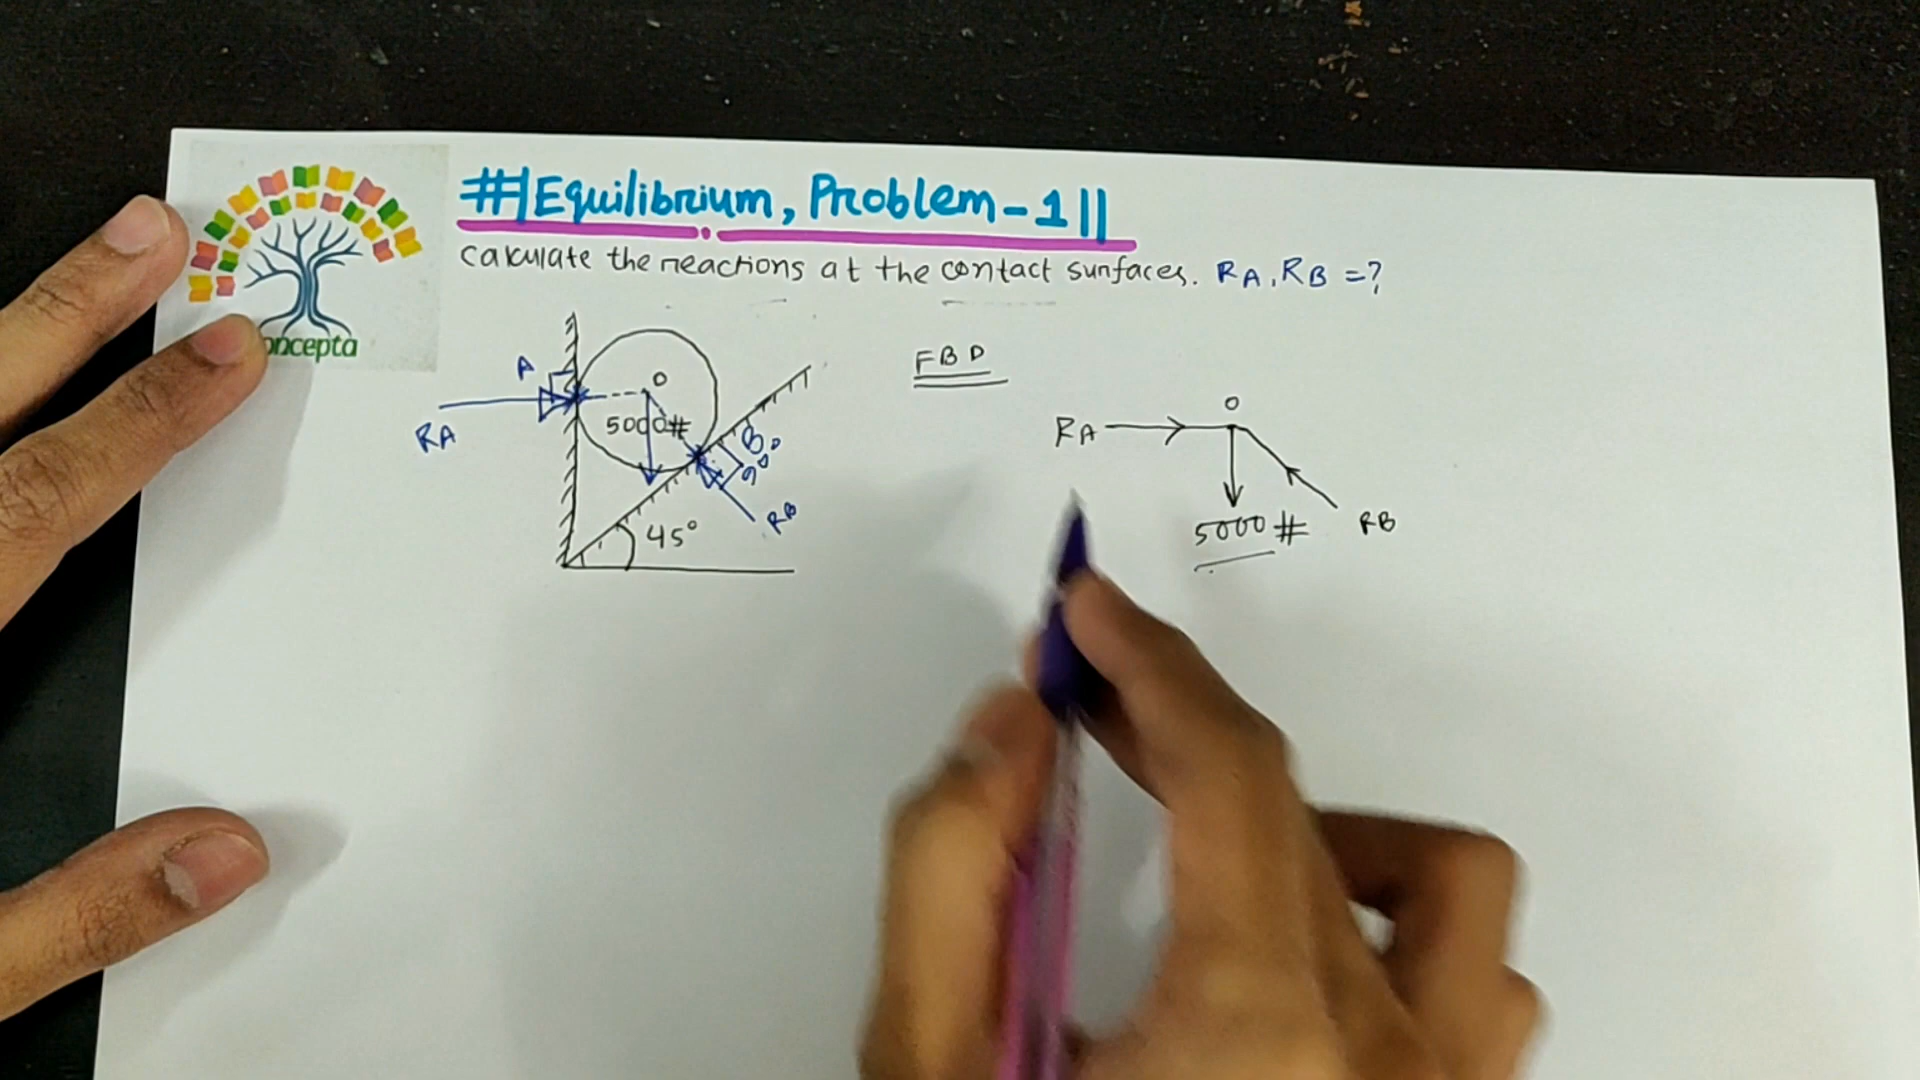 #|Equilibrium, Problem-1||
calculate the reactions at the contact surfaces. RA, RB =?
oncepta
FBD
A
O
RA
5000#
B
90°
RB
45°
O
RA
5000#
RB